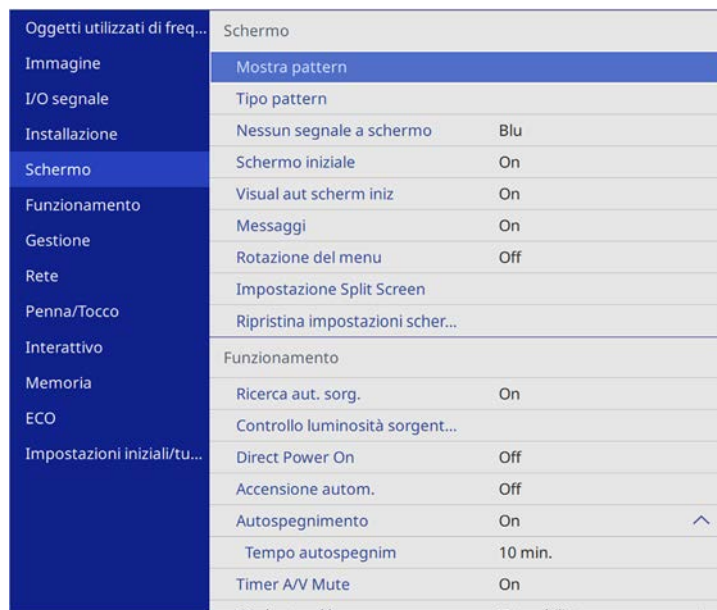 Oggetti utilizzati di freq...
Immagine
I/O segnale
Installazione
Schermo
Funzionamento
Gestione
Rete
Penna/Tocco
Interattivo
Memoria
ECO
Impostazioni iniziali/tu...
Schermo
Mostra pattern
Tipo pattern
Nessun segnale a schermo Blu
Schermo iniziale On
Visual aut scherm iniz On
Messaggi On
Rotazione del menu Off
Impostazione Split Screen
Ripristina impostazioni scher...
Funzionamento
Ricerca aut. sorg. On
Controllo luminosità sorgent...
Direct Power On Off
Accensione autom. Off
Autospegnimento On
Tempo autospegnim 10 min.
Timer A/V Mute On